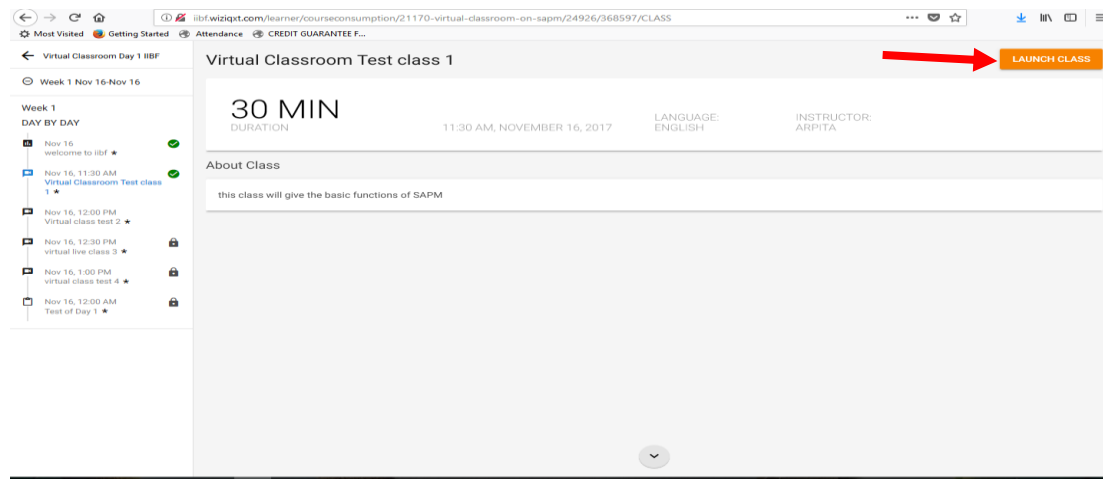 iibf.wiziqxt.com/learner/courseconsumption/21170-virtual-classroom-on-sapm/24926/368597/CLASS
Most Visited Getting Started Attendance CREDIT GUARANTEE F...
Virtual Classroom Day 1 IIBF
Week 1 Nov 16-Nov 16
Week 1
DAY BY DAY
Nov 16
welcome to iibf ★
Nov 16, 11:30 AM
Virtual Classroom Test class
1 ★
Nov 16, 12:00 PM
Virtual class test 2 ★
Nov 16, 12:30 PM
virtual live class 3 ★
Nov 16, 1:00 PM
virtual class test 4 ★
Nov 16, 12:00 AM
Test of Day 1 ★
Virtual Classroom Test class 1
LAUNCH CLASS
30 MIN
DURATION
11:30 AM, NOVEMBER 16, 2017
LANGUAGE:
ENGLISH
INSTRUCTOR:
ARPITA
About Class
this class will give the basic functions of SAPM